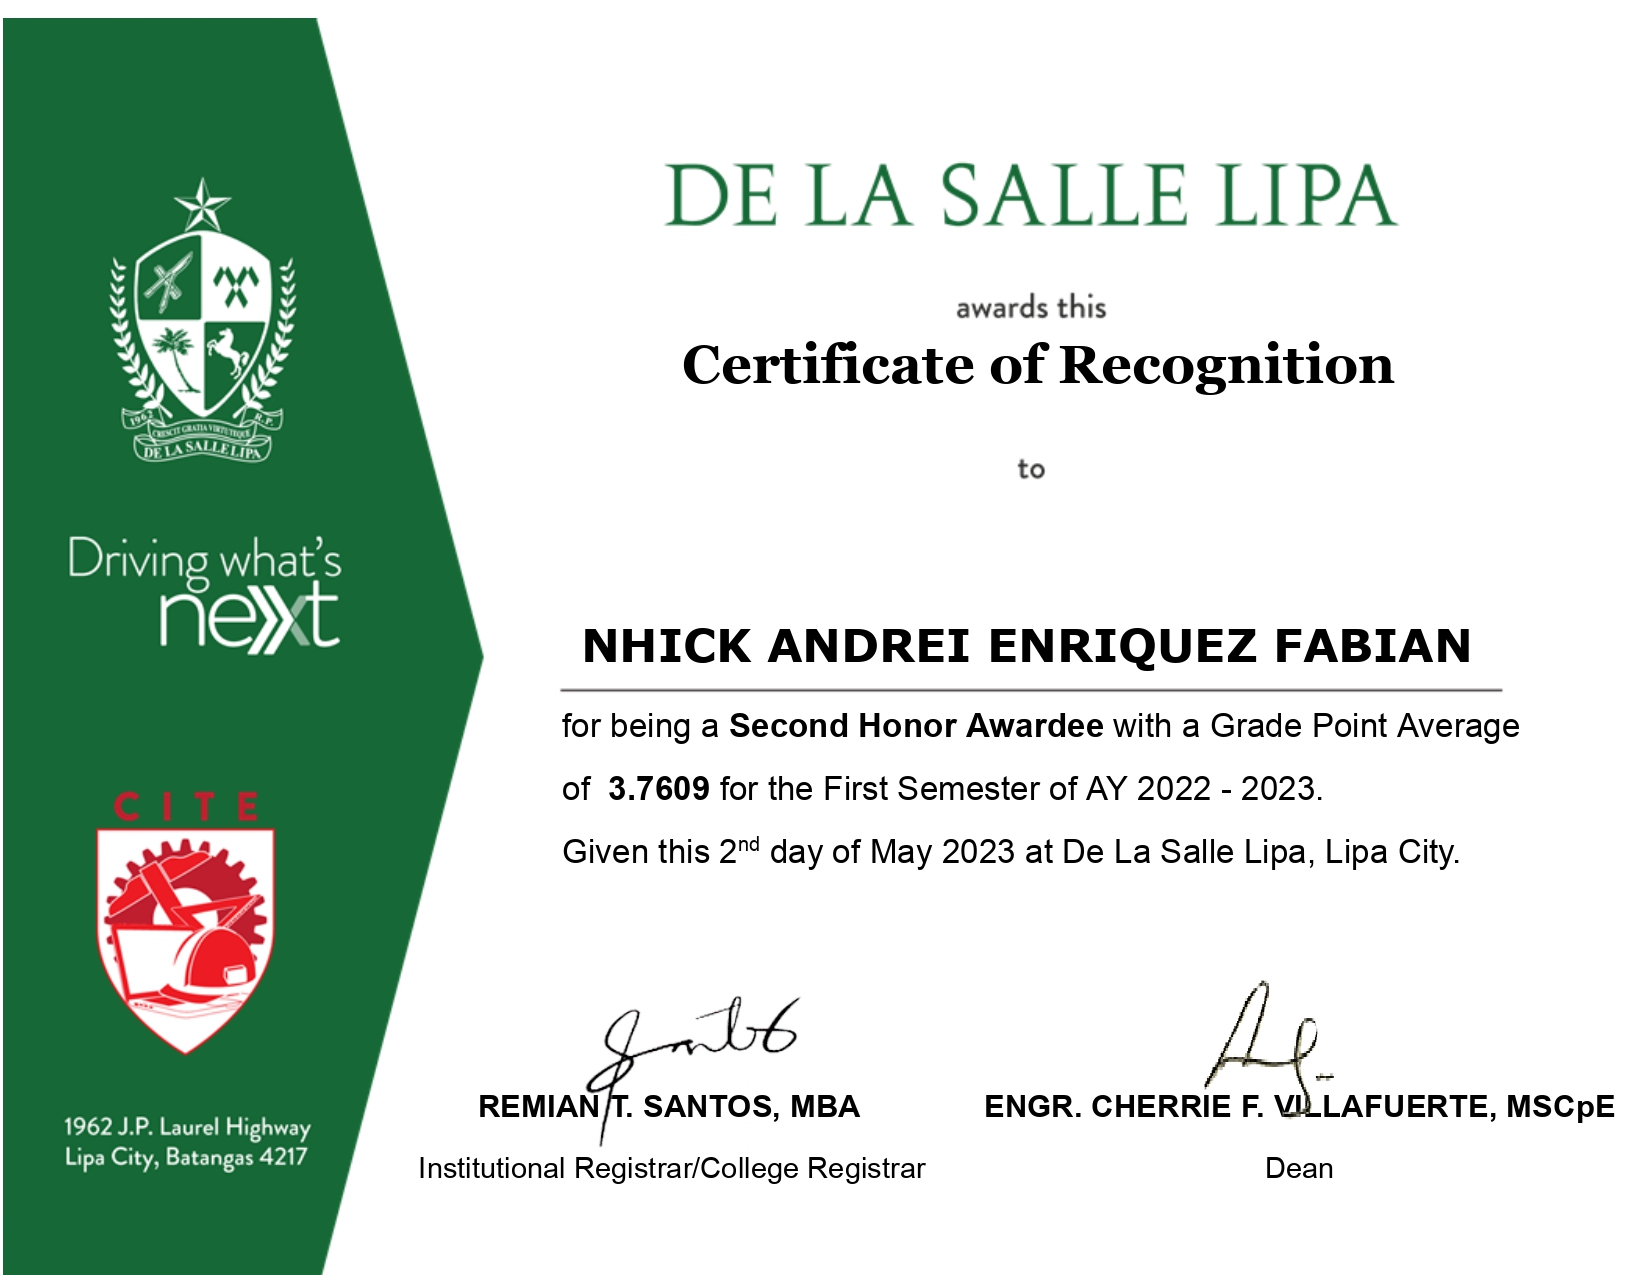 DE LA SALLE LIPA
awards this
Certificate of Recognition
to
NHICK ANDREI ENRIQUEZ FABIAN
for being a Second Honor Awardee with a Grade Point Average
of 3.7609 for the First Semester of AY 2022 - 2023.
Given this 2nd day of May 2023 at De La Salle Lipa, Lipa City.
REMIAN T. SANTOS, MBA
Institutional Registrar/College Registrar
ENGR. CHERRIE F. VILLAFUERTE, MSCpE
Dean
1962 R.P.
CRESCIT GRATIA VIRTUTEQUE
DE LA SALLE LIPA
Driving what's
next
CITE
1962 J.P. Laurel Highway
Lipa City, Batangas 4217